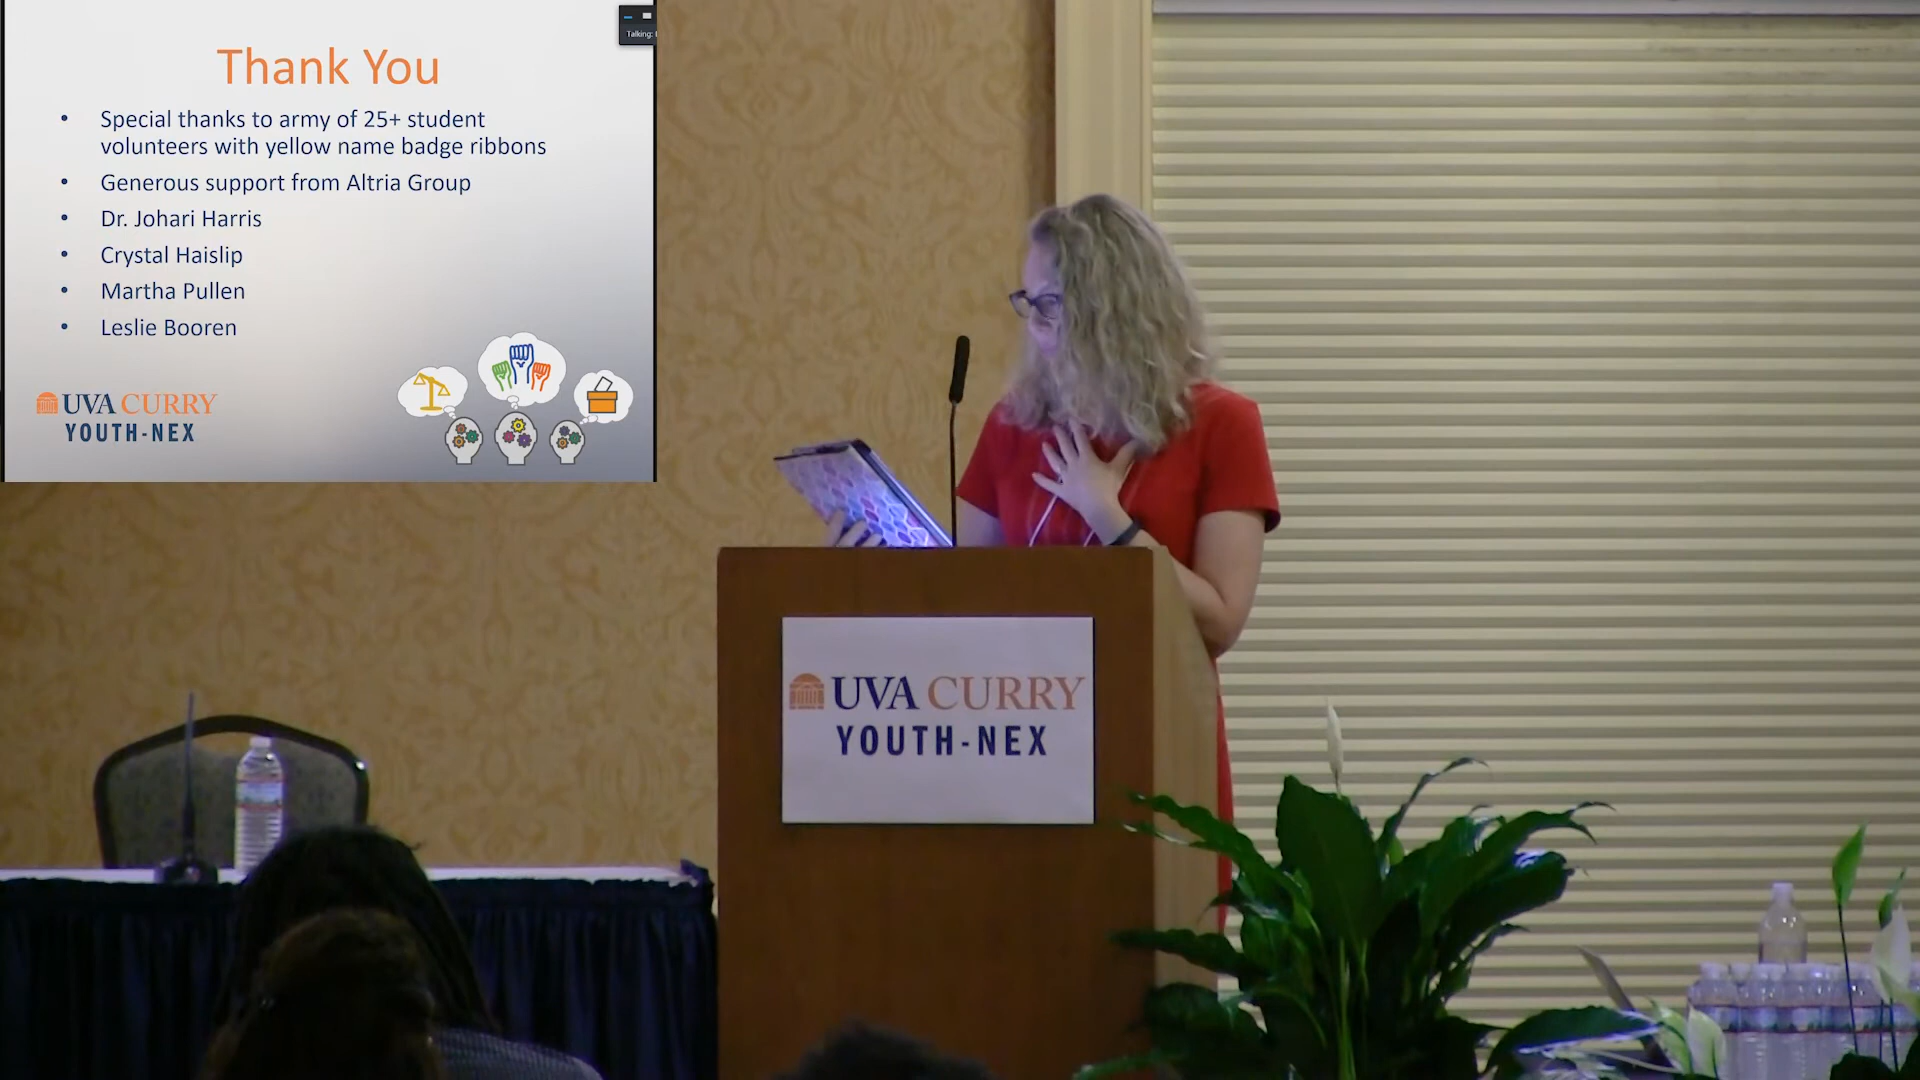 Thank You
• Special thanks to army of 25+ student
volunteers with yellow name badge ribbons
• Generous support from Altria Group
• Dr. Johari Harris
• Crystal Haislip
• Martha Pullen
• Leslie Booren
UVA CURRY
YOUTH-NEX
Talking:
UVA CURRY
YOUTH-NEX